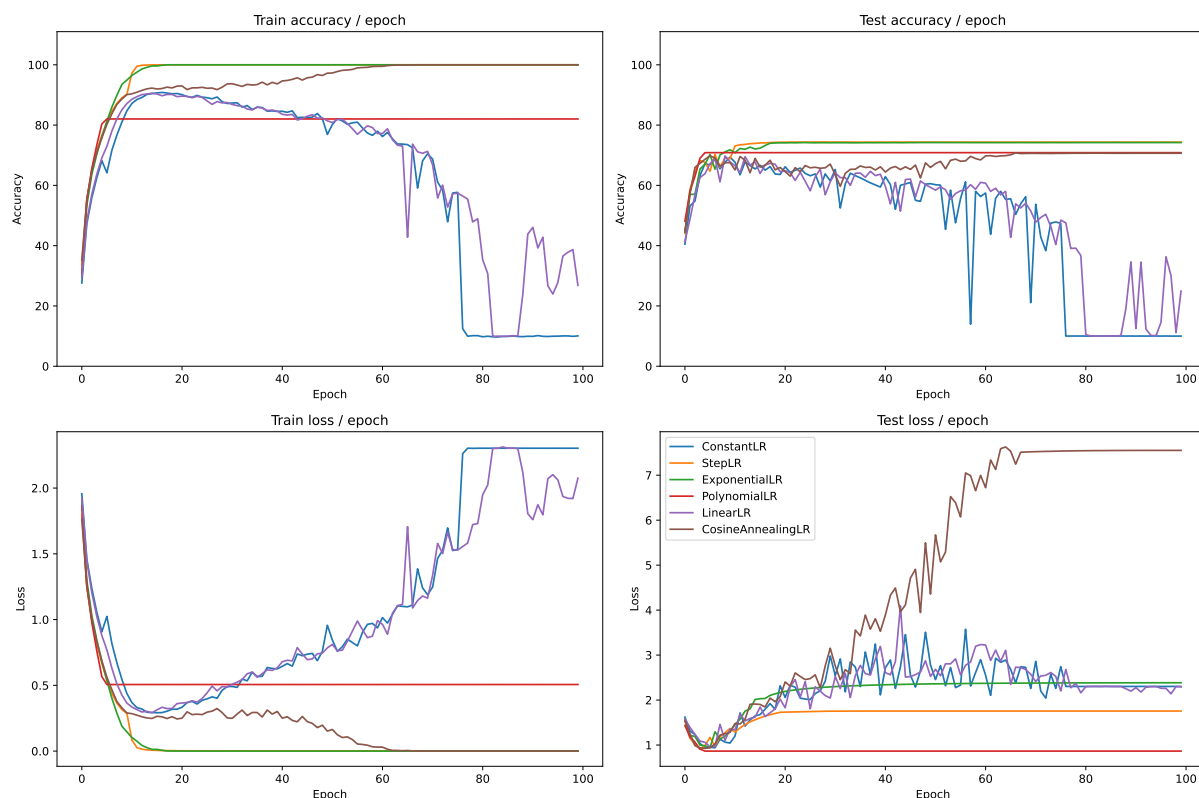 Train accuracy / epoch
100
80
60
40
20
0
Accuracy
0 20 40 60 80 100
Epoch
Test accuracy / epoch
100
80
60
40
20
0
Accuracy
0 20 40 60 80 100
Epoch
Train loss / epoch
2.0
1.5
1.0
0.5
0.0
Loss
0 20 40 60 80 100
Epoch
Test loss / epoch
ConstantLR
StepLR
ExponentialLR
PolynomialLR
LinearLR
CosineAnnealingLR
7
6
5
4
3
2
1
Loss
0 20 40 60 80 100
Epoch